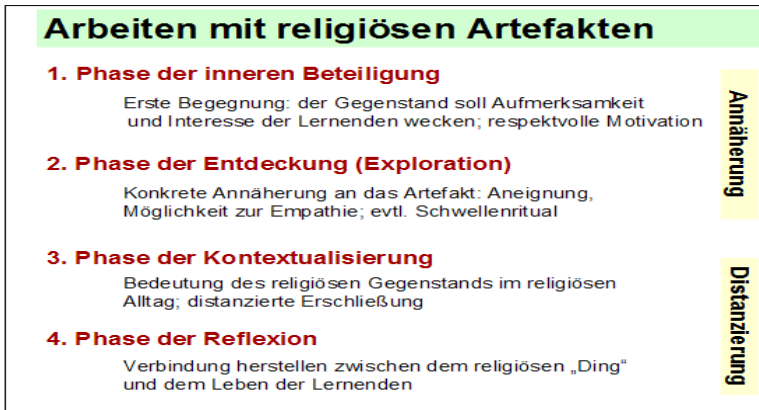 Arbeiten mit religiösen Artefakten
1. Phase der inneren Beteiligung
Erste Begegnung: der Gegenstand soll Aufmerksamkeit
und Interesse der Lernenden wecken; respektvolle Motivation
2. Phase der Entdeckung (Exploration)
Konkrete Annäherung an das Artefakt: Aneignung,
Möglichkeit zur Empathie; evtl. Schwellenritual
Annäherung
3. Phase der Kontextualisierung
Bedeutung des religiösen Gegenstands im religiösen
Alltag; distanzierte Erschließung
4. Phase der Reflexion
Verbindung herstellen zwischen dem religiösen „Ding“
und dem Leben der Lernenden
Distanzierung